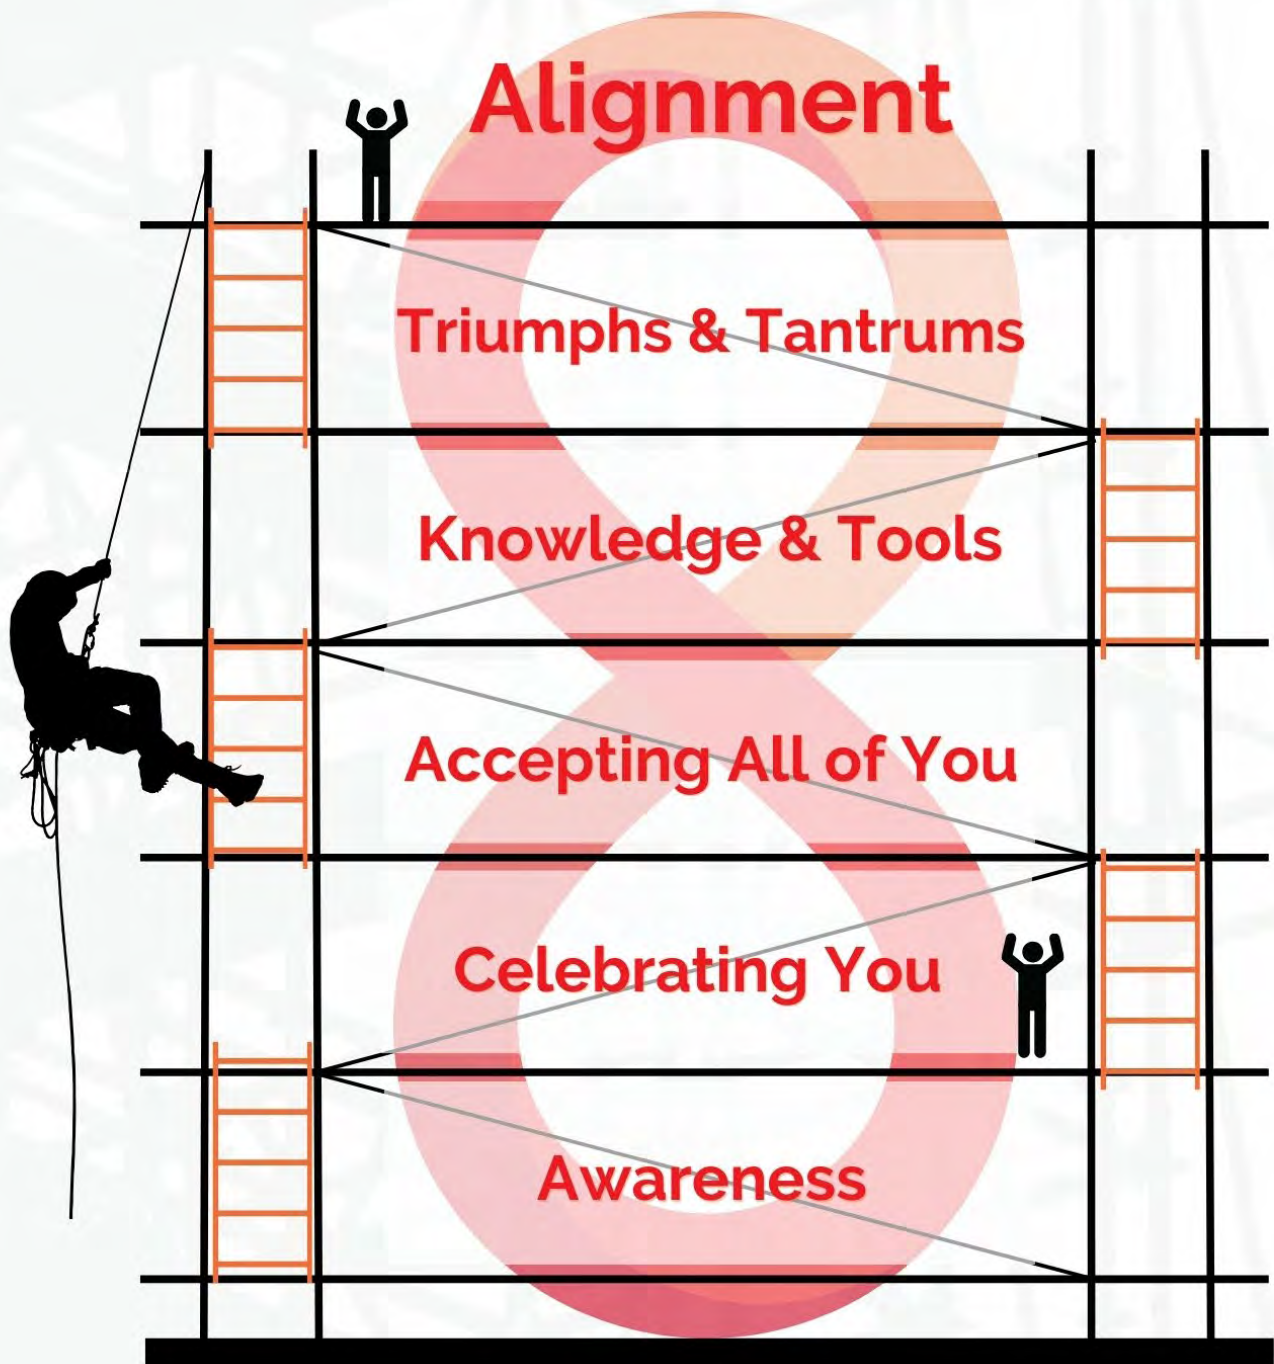 Alignment
Triumphs & Tantrums
Knowledge & Tools
Accepting All of You
Celebrating You
Awareness